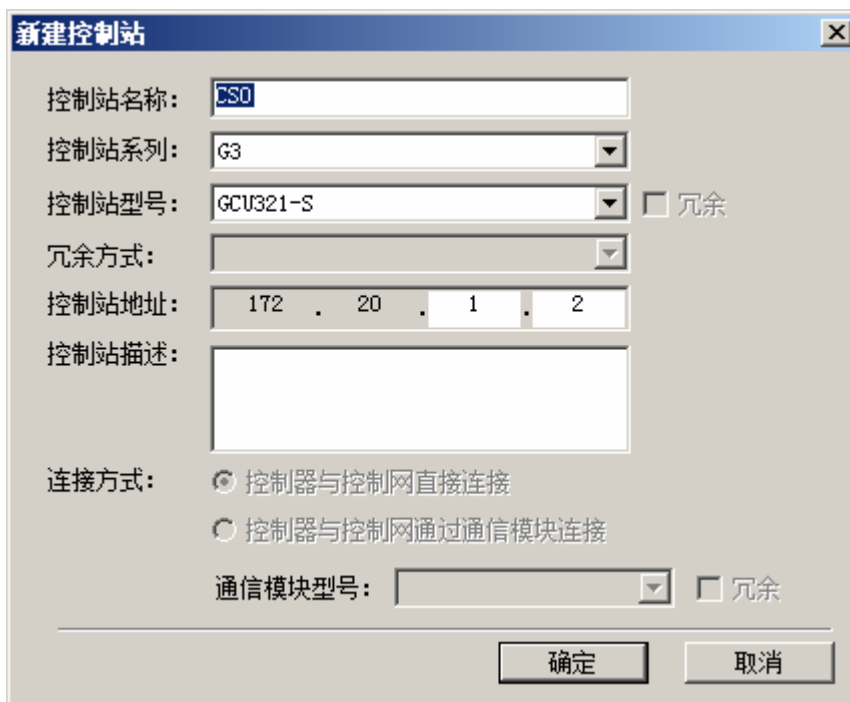 新建控制站
控制站名称： CS0
控制站系列： G3
控制站型号： GCU321-S 冗余
冗余方式：
控制站地址： 172 . 20 . 1 . 2
控制站描述：
连接方式： 控制器与控制网直接连接
控制器与控制网通过通信模块连接
通信模块型号： 冗余
确定 取消